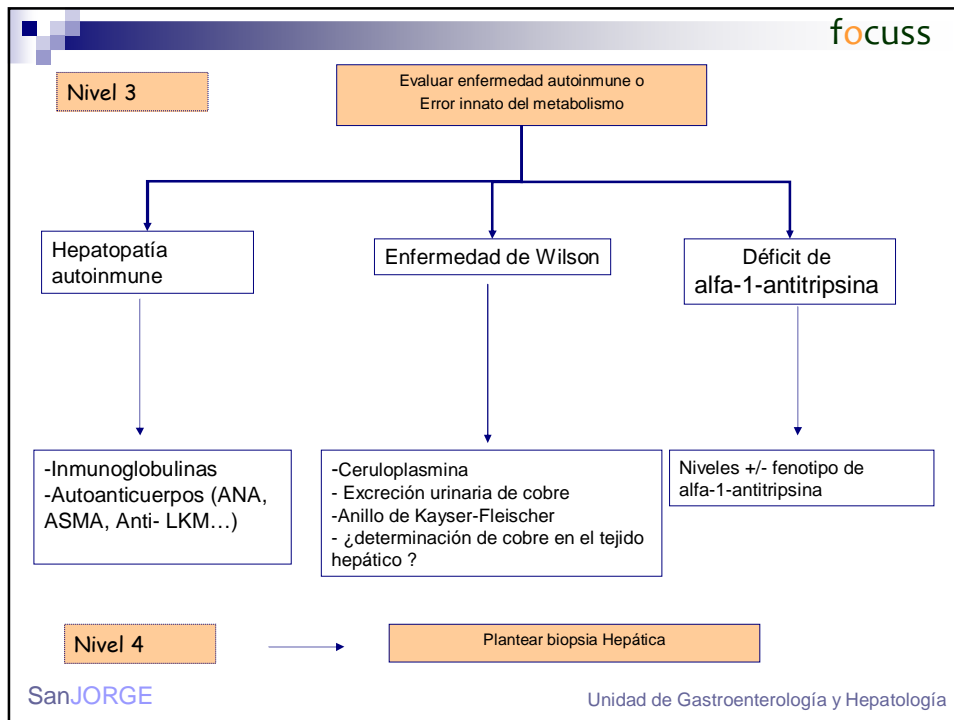 focuss
Nivel 3
Evaluar enfermedad autoinmune o
Error innato del metabolismo
Hepatopatía
autoinmune
Enfermedad de Wilson
Déficit de
alfa-1-antitripsina
-Inmunoglobulinas
-Autoanticuerpos (ANA,
ASMA, Anti- LKM…)
-Ceruloplasmina
- Excreción urinaria de cobre
-Anillo de Kayser-Fleischer
- ¿determinación de cobre en el tejido
hepático ?
Niveles +/- fenotipo de
alfa-1-antitripsina
Nivel 4
Plantear biopsia Hepática
SanJORGE
Unidad de Gastroenterología y Hepatología